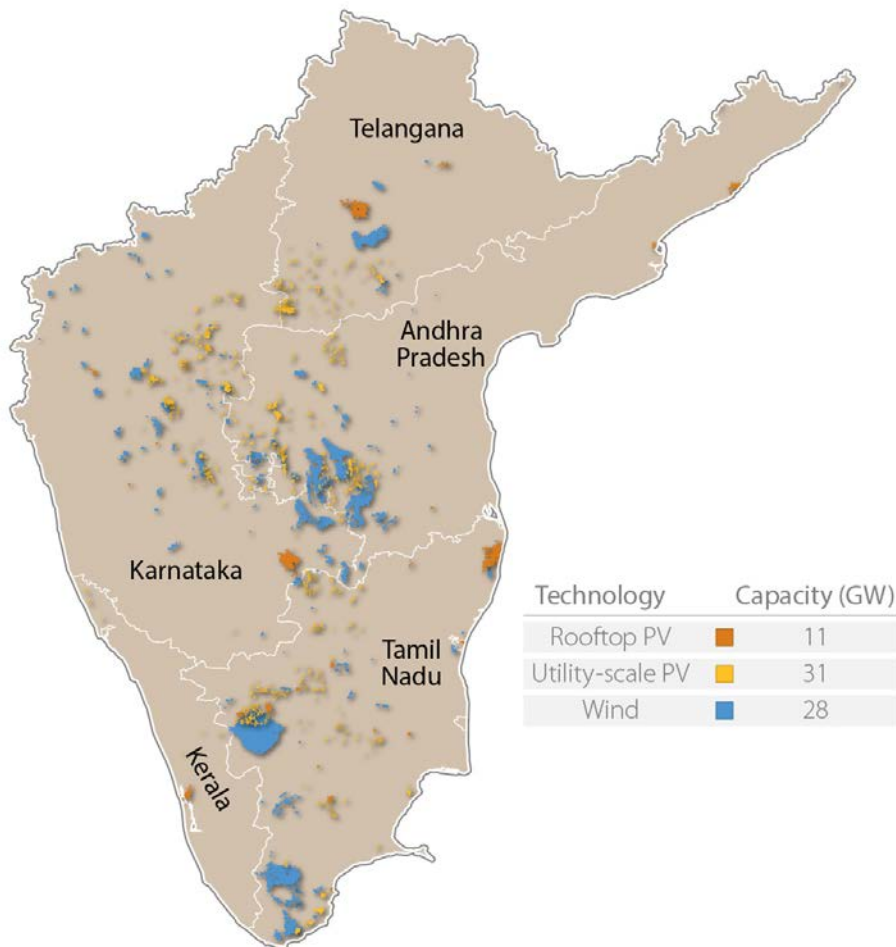 Telangana
Andhra
Pradesh
Karnataka
Tamil
Nadu
Kerala
Technology Capacity (GW)
Rooftop PV 11
Utility-scale PV 31
Wind 28